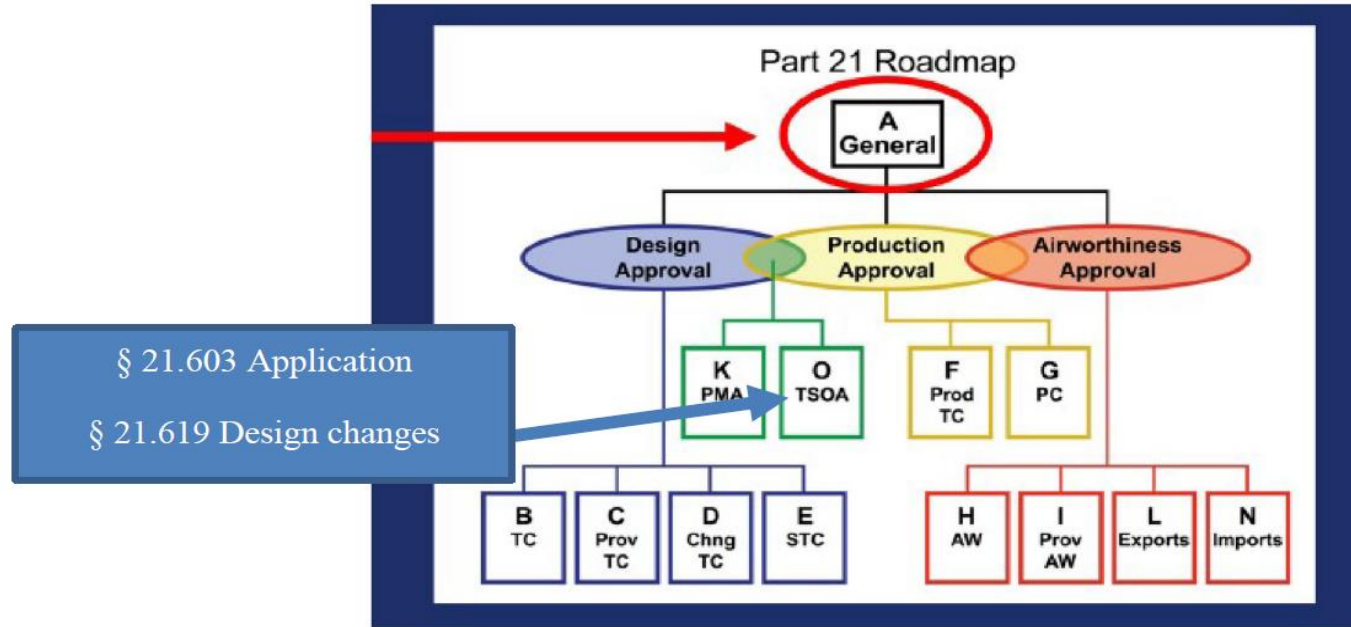 Part 21 Roadmap
A
General
Design
Approval
Production
Approval
Airworthiness
Approval
§ 21.603 Application
§ 21.619 Design changes
K
PMA
O
TSOA
F
Prod
TC
G
PC
B
TC
C
Prov
TC
D
Chng
TC
E
STC
H
AW
I
Prov
AW
L
Exports
N
Imports